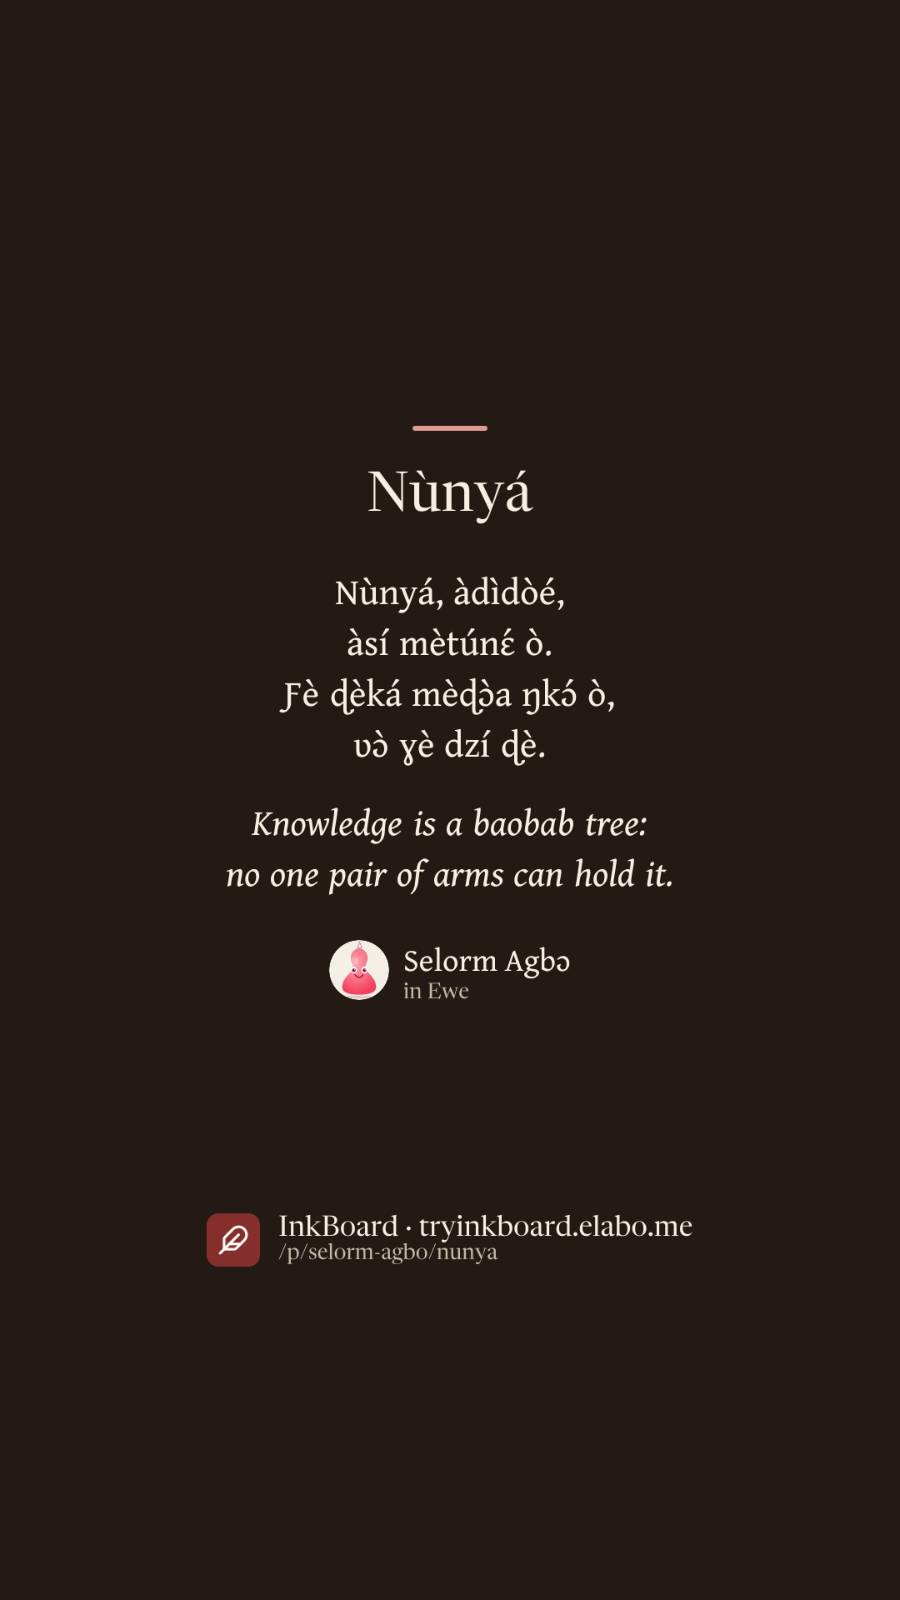 Nùnyá
Nùnyá, àdìdòé,
àsí mètúnɛ́ ò.
Ƒè ɖèká mèɖɔ̀a ŋkɔ́ ò,
ʋɔ̀ ɣè dzí ɖè.
Knowledge is a baobab tree:
no one pair of arms can hold it.
Selorm Agbɔ
in Ewe
InkBoard · tryinkboard.elabo.me
/p/selorm-agbo/nunya